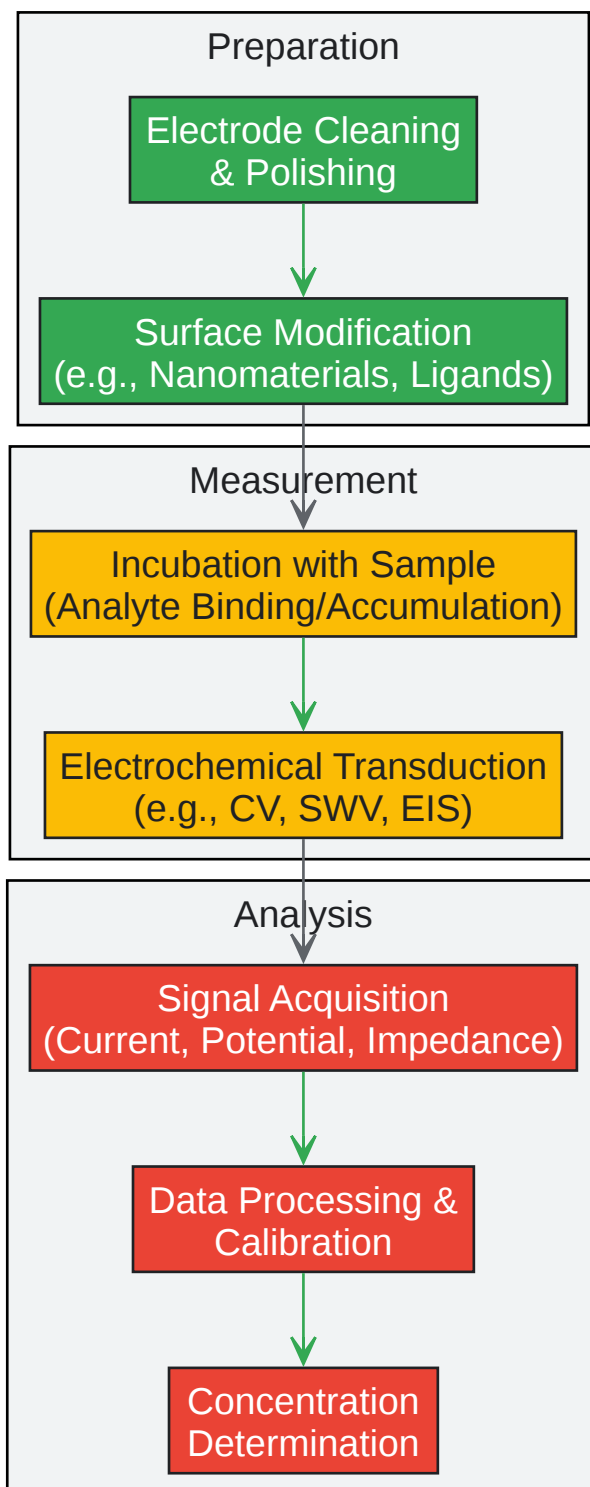 Preparation
Electrode Cleaning
& Polishing
Surface Modification
(e.g., Nanomaterials, Ligands)
Measurement
Incubation with Sample
(Analyte Binding/Accumulation)
Electrochemical Transduction
(e.g., CV, SWV, EIS)
Analysis
Signal Acquisition
(Current, Potential, Impedance)
Data Processing &
Calibration
Concentration
Determination